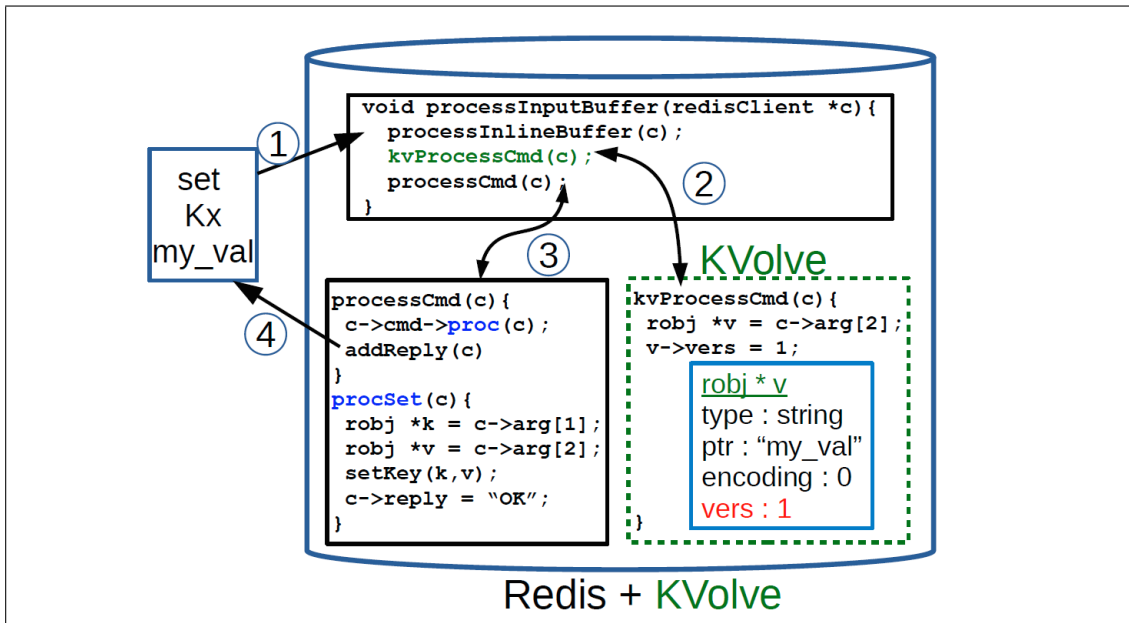 void processInputBuffer(redisClient *c){
processInlineBuffer(c);
kvProcessCmd(c);
processCmd(c);
}
1
set
Kx
my_val
2
3
KVolve
4
processCmd(c){
c->cmd->proc(c);
addReply(c)
}
procSet(c){
robj *k = c->arg[1];
robj *v = c->arg[2];
setKey(k,v);
c->reply = “OK”;
}
kvProcessCmd(c){
robj *v = c->arg[2];
v->vers = 1;
robj * v
type : string
ptr : “my_val”
encoding : 0
vers : 1
}
Redis + KVolve